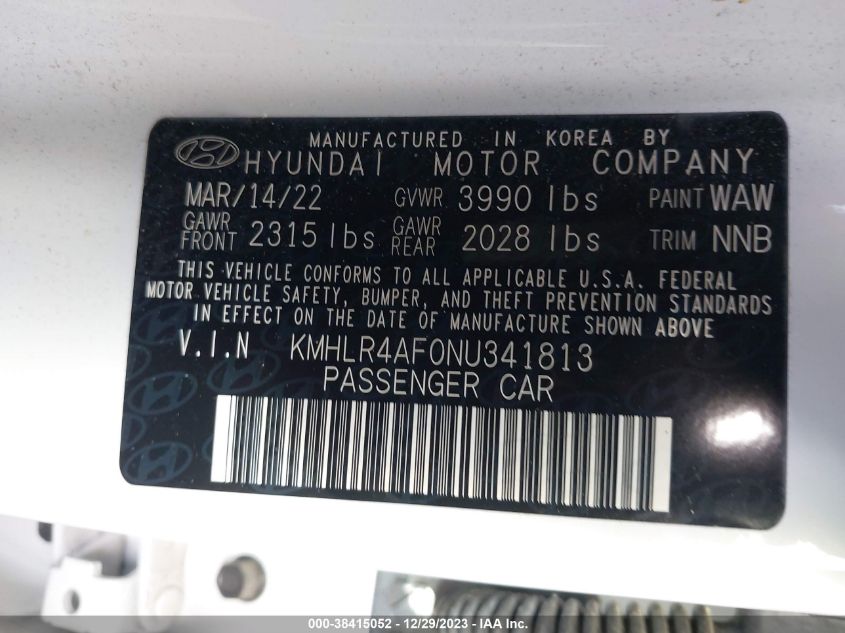 MANUFACTURED IN KOREA BY
HYUNDAI MOTOR COMPANY
MAR/14/22 GVWR 3990 lbs PAINT WAW
GAWR FRONT 2315 lbs GAWR REAR 2028 lbs TRIM NNB
THIS VEHICLE CONFORMS TO ALL APPLICABLE U.S.A. FEDERAL
MOTOR VEHICLE SAFETY, BUMPER, AND THEFT PREVENTION STANDARDS
IN EFFECT ON THE DATE OF MANUFACTURE SHOWN ABOVE
V.I.N KMHLR4AF0NU341813
PASSENGER CAR
000-38415052 - 12/29/2023 - IAA Inc.